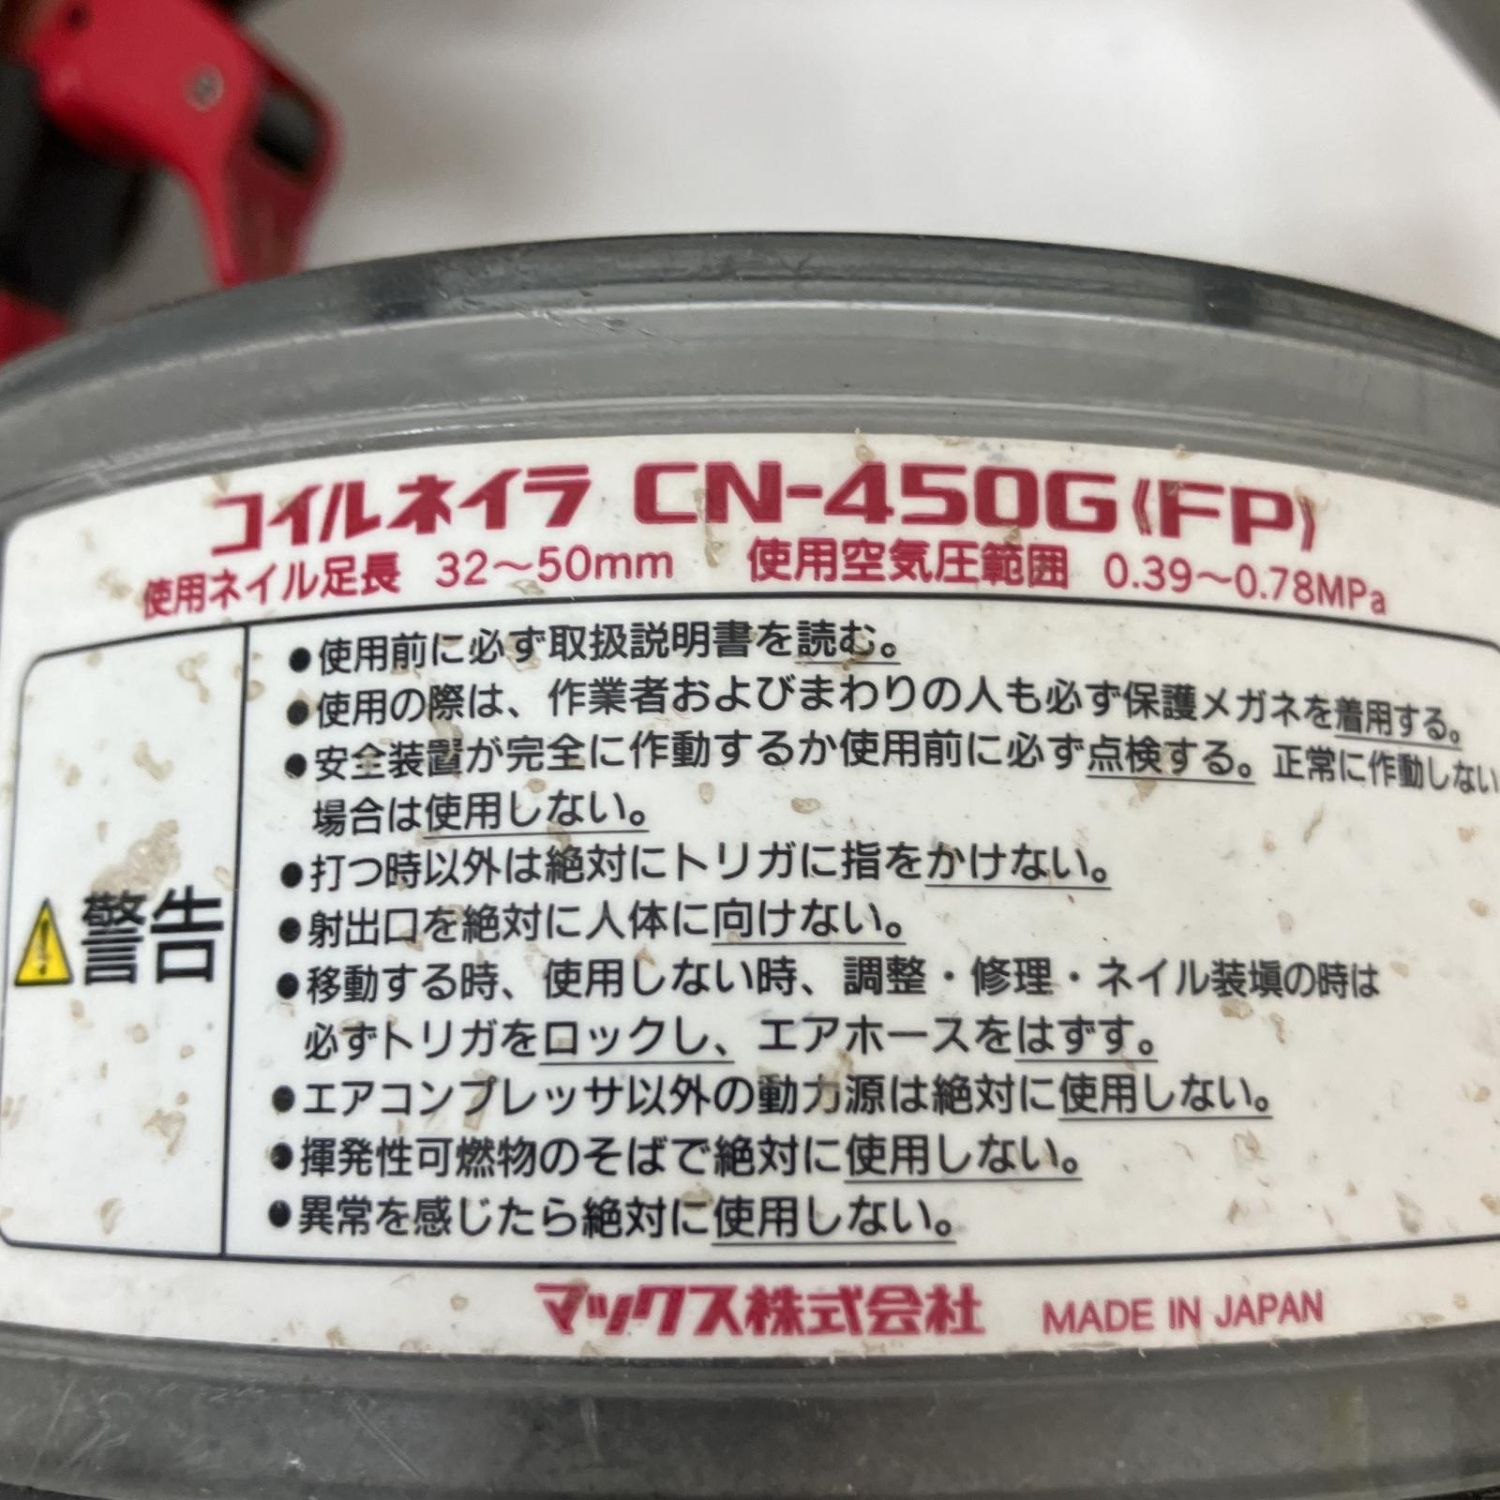 コイルネイラ CN-450G(FP)
使用ネイル足長 32〜50mm 使用空気圧範囲 0.39〜0.78MPa
警告
●使用前に必ず取扱説明書を読む。
●使用の際は、作業者およびまわりの人も必ず保護メガネを着用する。
●安全装置が完全に作動するか使用前に必ず点検する。正常に作動しない
場合は使用しない。
●打つ時以外は絶対にトリガに指をかけない。
●射出口を絶対に人体に向けない。
●移動する時、使用しない時、調整・修理・ネイル装塡の時は
必ずトリガをロックし、エアホースをはずす。
●エアコンプレッサ以外の動力源は絶対に使用しない。
●揮発性可燃物のそばで絶対に使用しない。
●異常を感じたら絶対に使用しない。
マックス株式会社 MADE IN JAPAN